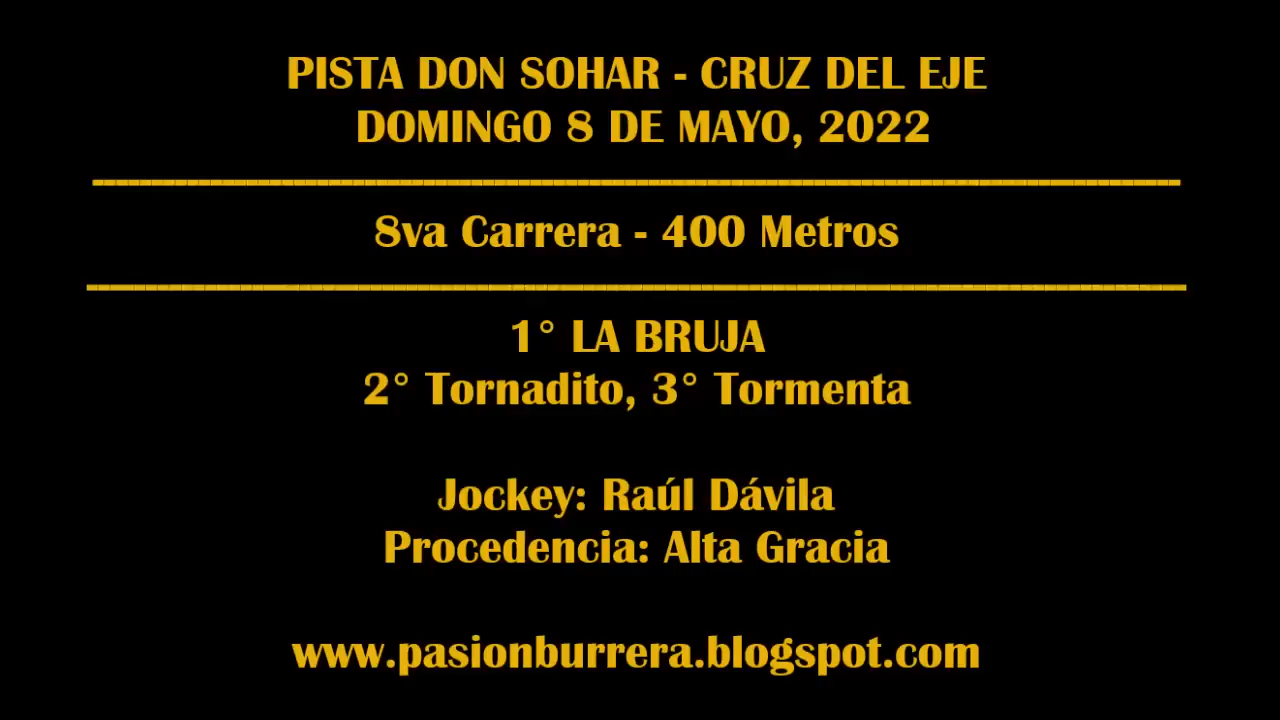 PISTA DON SOHAR - CRUZ DEL EJE
DOMINGO 8 DE MAYO, 2022
8va Carrera - 400 Metros
1° LA BRUJA
2° Tornadito, 3° Tormenta
Jockey: Raúl Dávila
Procedencia: Alta Gracia
www.pasionburrera.blogspot.com